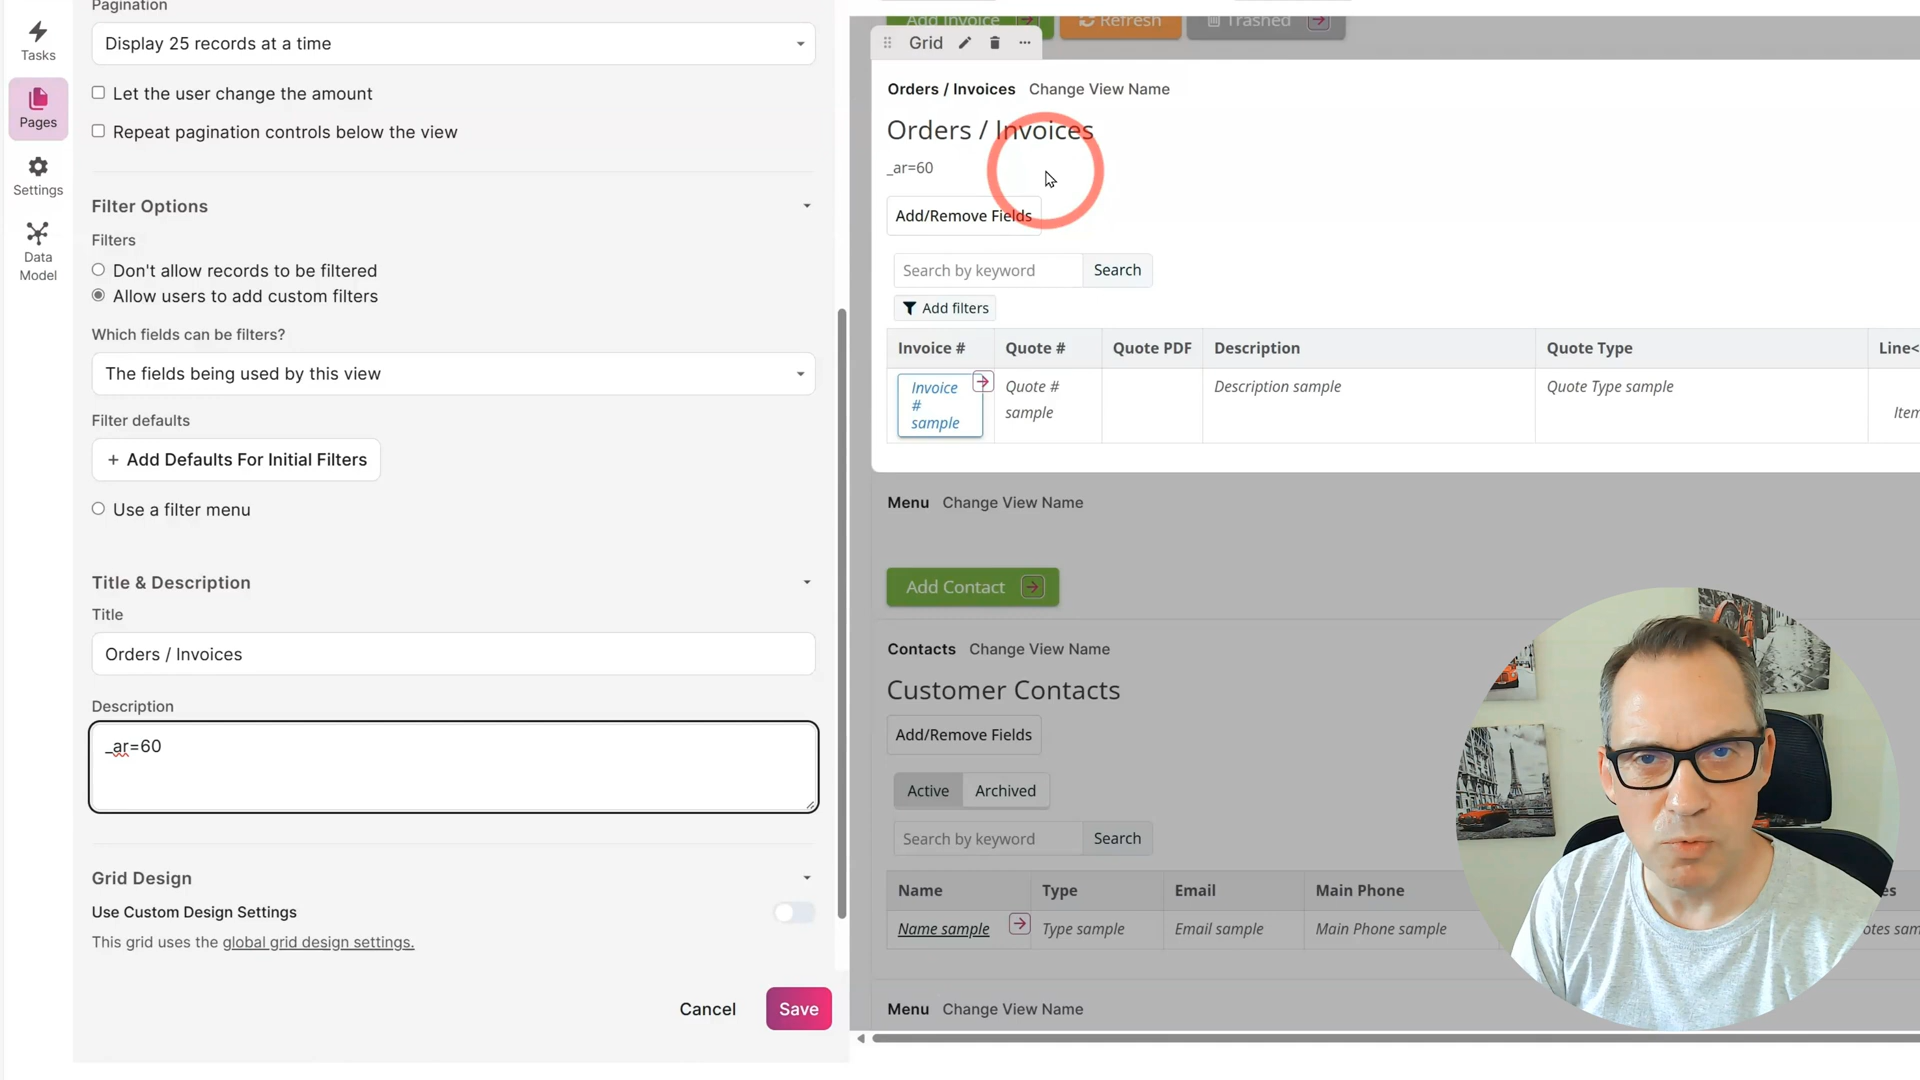 Pagination
Tasks
Display 25 records at a time
Let the user change the amount
Pages
Repeat pagination controls below the view
Settings
Filter Options
Filters
Data
Model
Don't allow records to be filtered
Allow users to add custom filters
Which fields can be filters?
The fields being used by this view
Filter defaults
+ Add Defaults For Initial Filters
Use a filter menu
Title & Description
Title
Orders / Invoices
Description
_ar=60
Grid Design
Use Custom Design Settings
This grid uses the global grid design settings.
Cancel
Save
Add Invoice
Refresh
Trashed
Grid
Orders / Invoices Change View Name
Orders / Invoices
_ar=60
Add/Remove Fields
Search by keyword Search
Add filters
Invoice # Quote # Quote PDF Description Quote Type Line<
Invoice
#
sample
Quote #
sample
Description sample
Quote Type sample
Item
Menu Change View Name
Add Contact
Contacts Change View Name
Customer Contacts
Add/Remove Fields
Active Archived
Search by keyword Search
Name Type Email Main Phone
Name sample Type sample Email sample Main Phone sample
Menu Change View Name